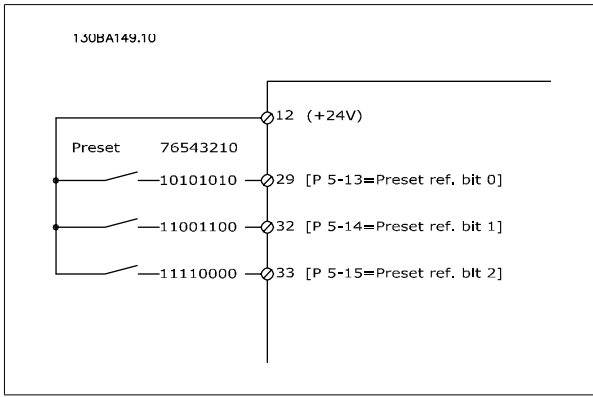 130BA149.10
12 (+24V)
Preset 76543210
10101010 29 [P 5-13=Preset ref. bit 0]
11001100 32 [P 5-14=Preset ref. bit 1]
11110000 33 [P 5-15=Preset ref. blt 2]